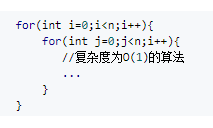 for(int i=0;i<n;i++){
for(int j=0;j<n;i++){
//复杂度为O(1)的算法
...
}
}